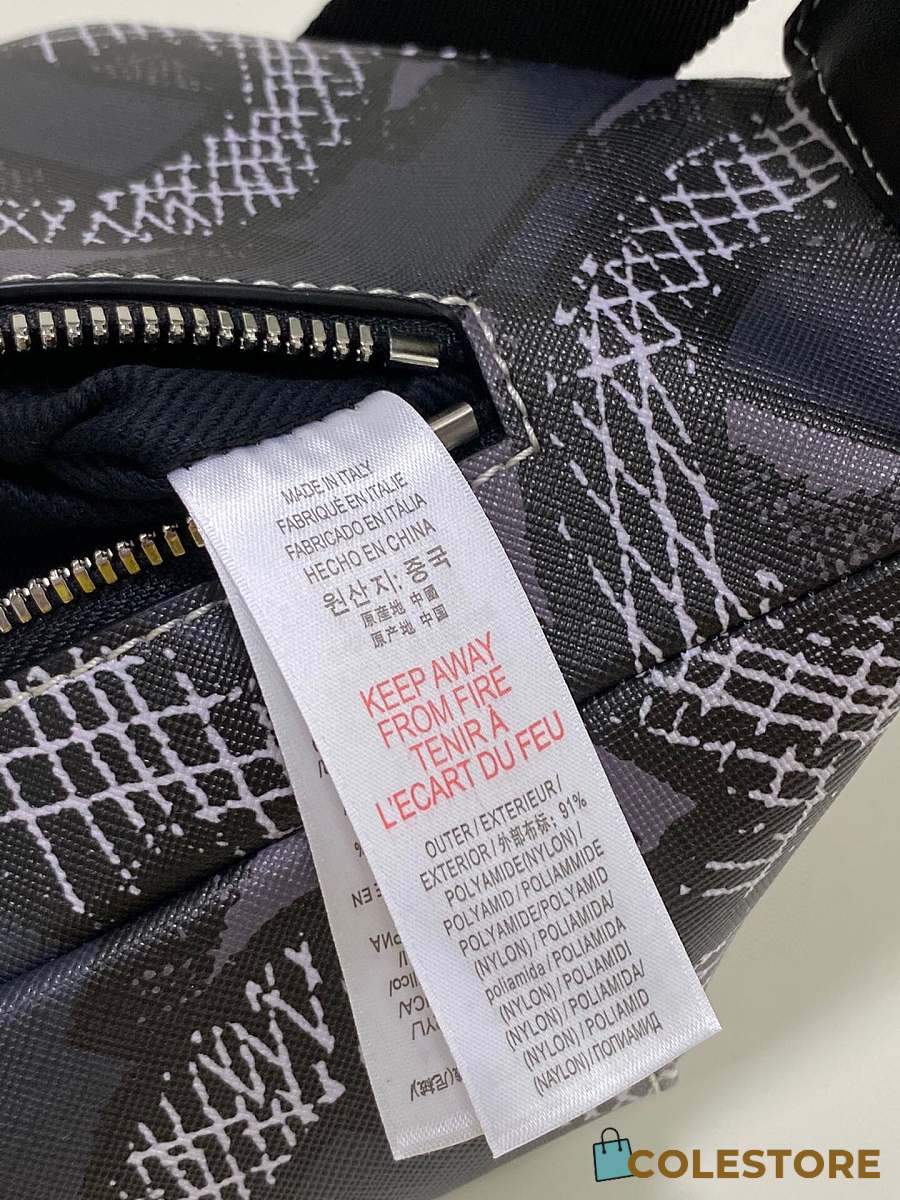 MADE IN ITALY
FABRIQUÉ EN ITALIE
FABRICADO EN ITALIA
HECHO EN CHINA
원산지: 중국
原産地 中國
原产地 中国
KEEP AWAY
FROM FIRE
TENIR À
L'ECART DU FEU
OUTER / EXTERIEUR /
EXTERIOR / 外部布标: 91%
POLYAMIDE(NYLON) /
POLYAMID / POLIAMMIDE
POLYAMIDE/POLYAMID
(NYLON) / POLIAMIDA/
poliamida / POLIAMIDA
(NYLON) / POLIAMIDI
(NYLON) / POLIAMIDA/
(NYLON) / POLIAMID
(NAYLON) / ПОЛИАМИД
COLESTORE